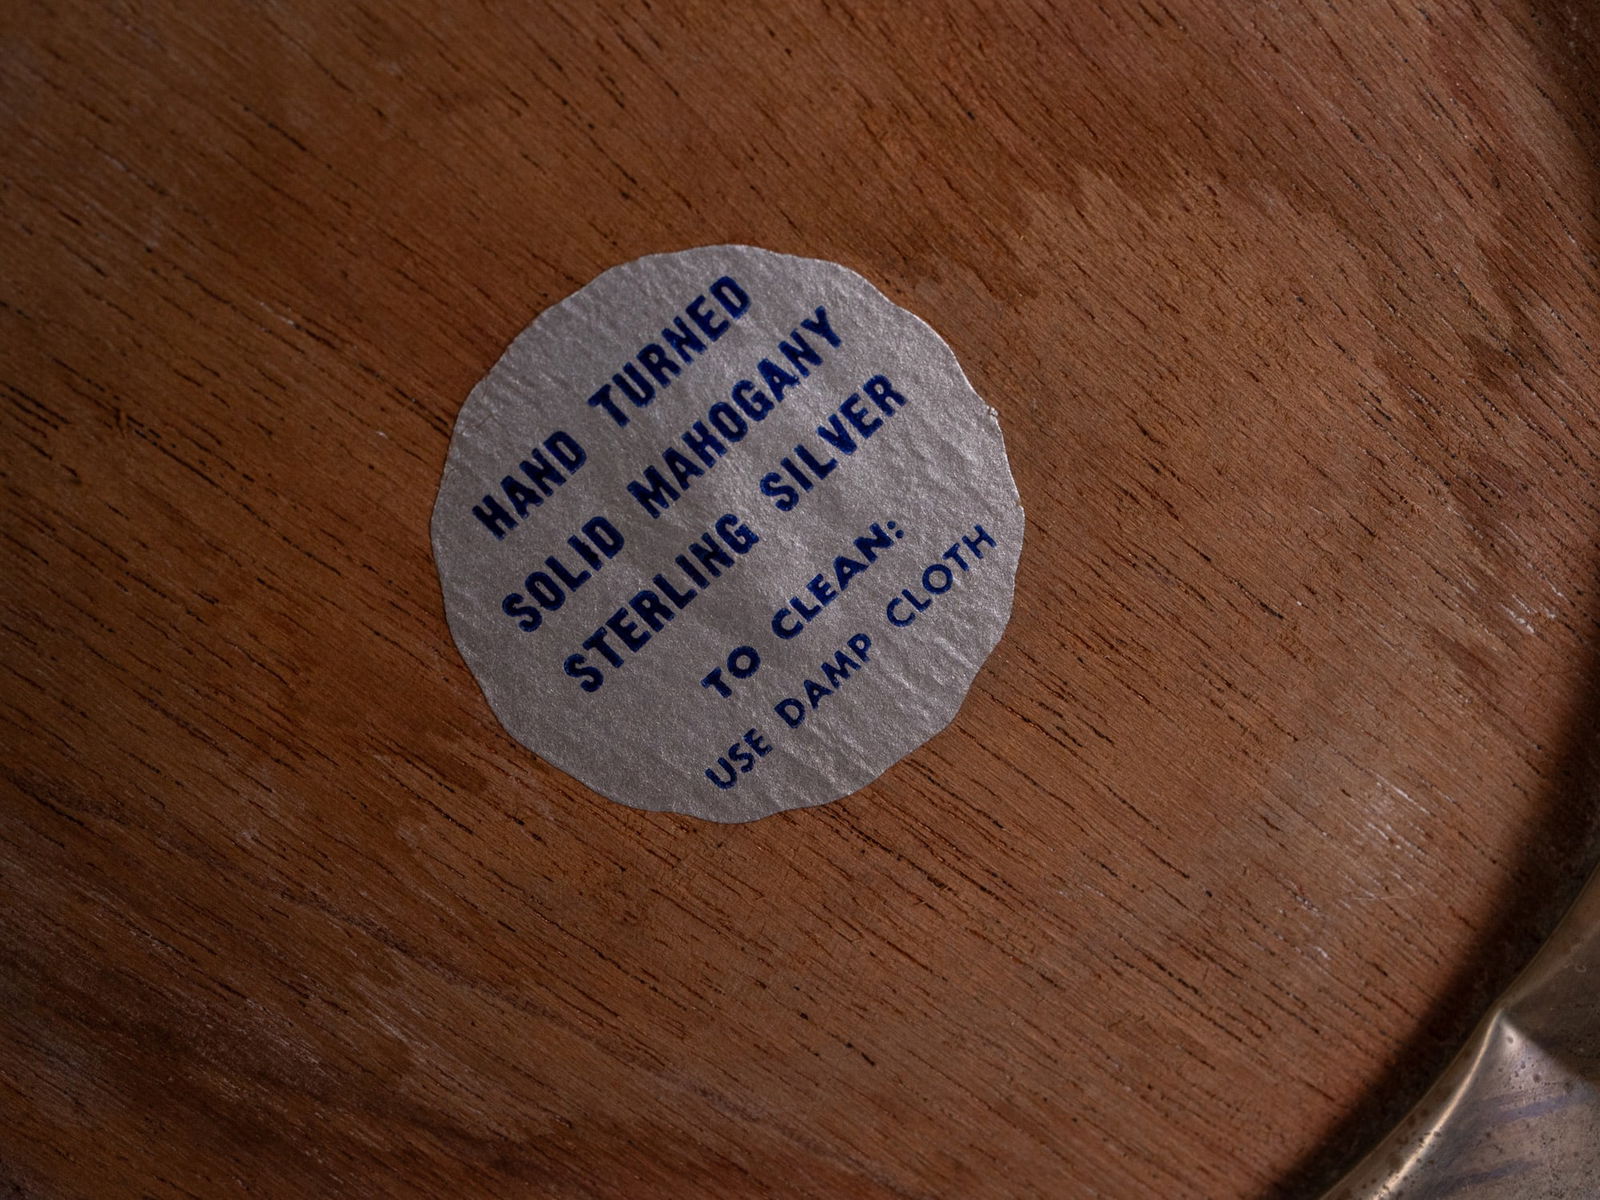 HAND TURNED
SOLID MAHOGANY
STERLING SILVER
TO CLEAN:
USE DAMP CLOTH